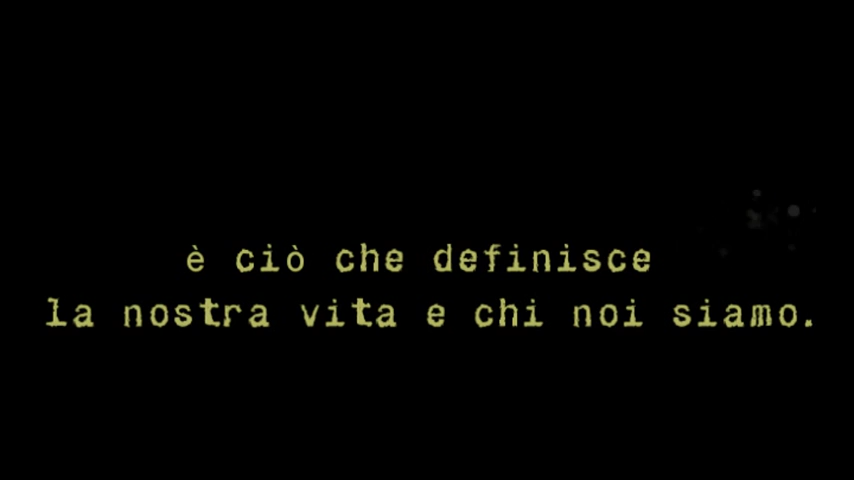 è ciò che definisce
la nostra vita e chi noi siamo.